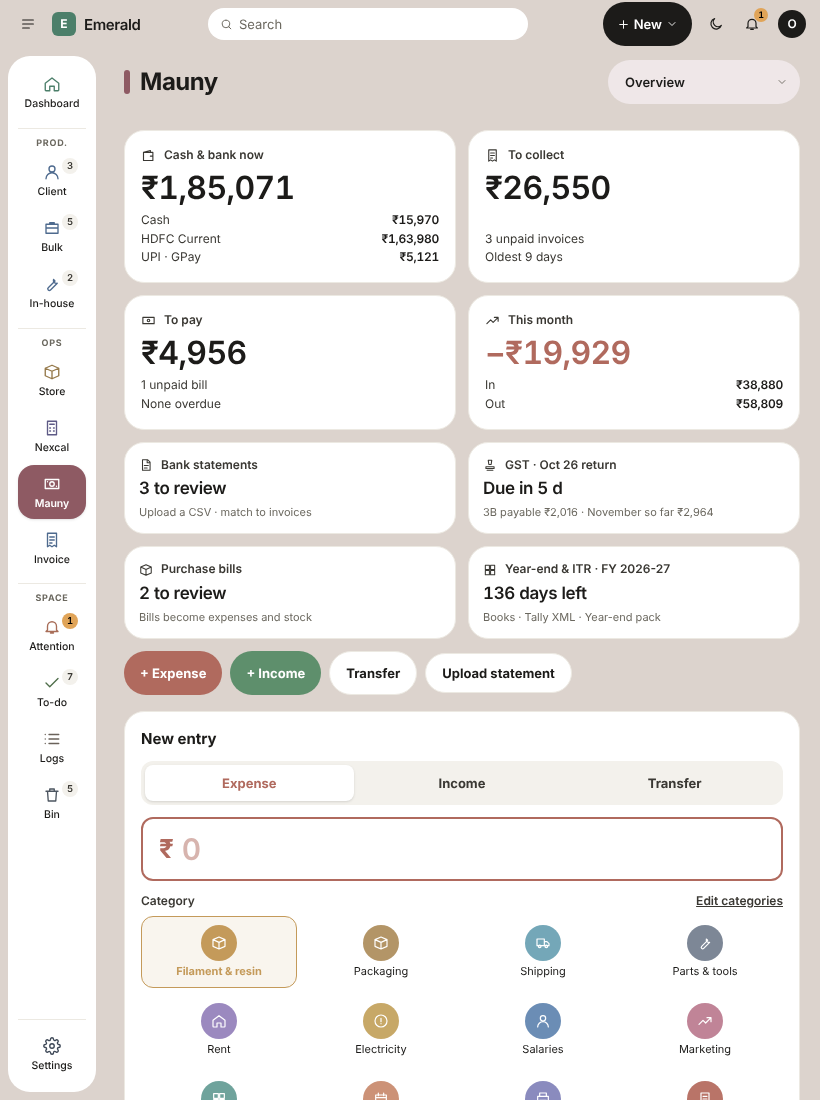 E Emerald
Search
+ New
1
O
Dashboard
PROD.
3
Client
5
Bulk
2
In-house
OPS
Store
Nexcal
Mauny
Invoice
SPACE
1
Attention
7
To-do
Logs
5
Bin
Settings
Mauny
Overview
Cash & bank now
₹1,85,071
Cash ₹15,970
HDFC Current ₹1,63,980
UPI · GPay ₹5,121
To collect
₹26,550
3 unpaid invoices
Oldest 9 days
To pay
₹4,956
1 unpaid bill
None overdue
This month
−₹19,929
In ₹38,880
Out ₹58,809
Bank statements
3 to review
Upload a CSV · match to invoices
GST · Oct 26 return
Due in 5 d
3B payable ₹2,016 · November so far ₹2,964
Purchase bills
2 to review
Bills become expenses and stock
Year-end & ITR · FY 2026-27
136 days left
Books · Tally XML · Year-end pack
+ Expense + Income Transfer Upload statement
New entry
Expense Income Transfer
₹ 0
Category Edit categories
Filament & resin Packaging Shipping Parts & tools
Rent Electricity Salaries Marketing